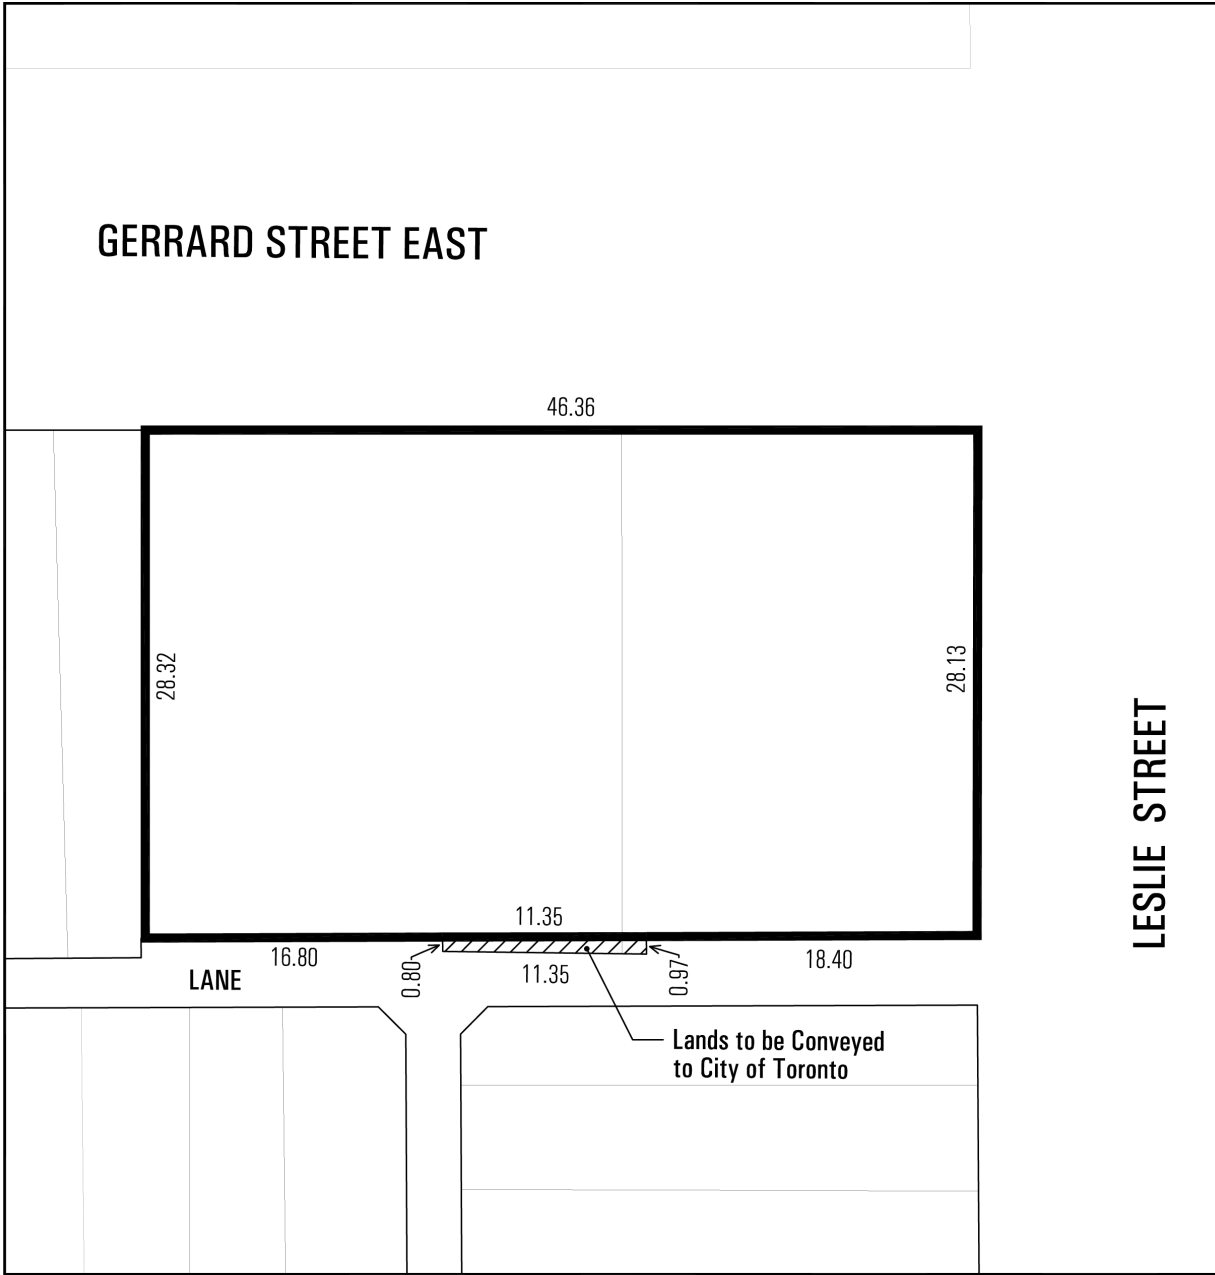 GERRARD STREET EAST
46.36
28.32
28.13
LESLIE STREET
11.35
16.80
0.80
11.35
0.97
18.40
LANE
Lands to be Conveyed
to City of Toronto